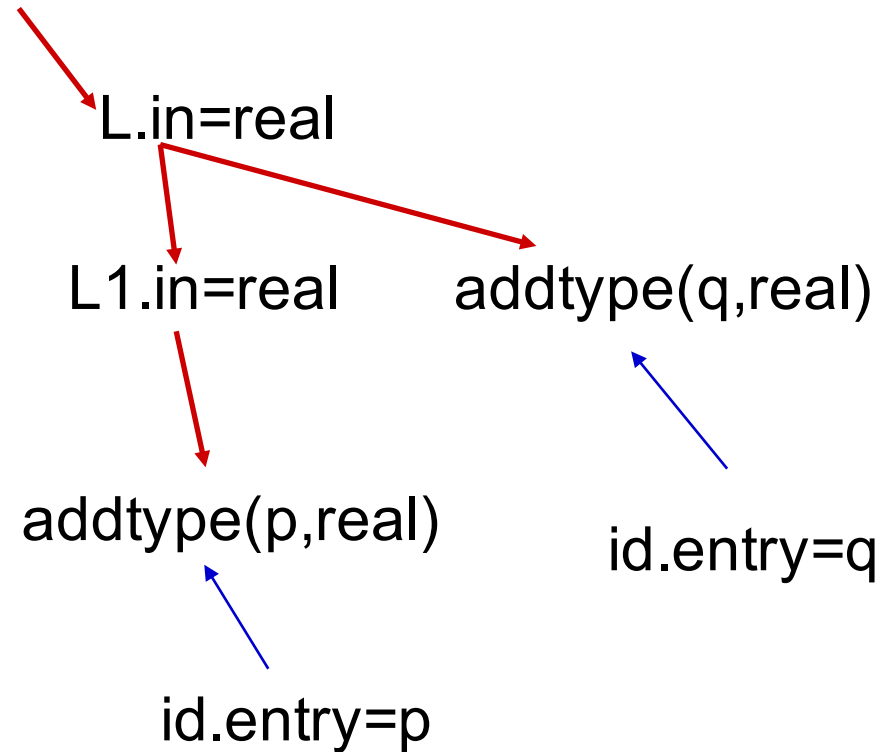 L.in=real
L1.in=real addtype(q,real)
addtype(p,real)
id.entry=q
id.entry=p